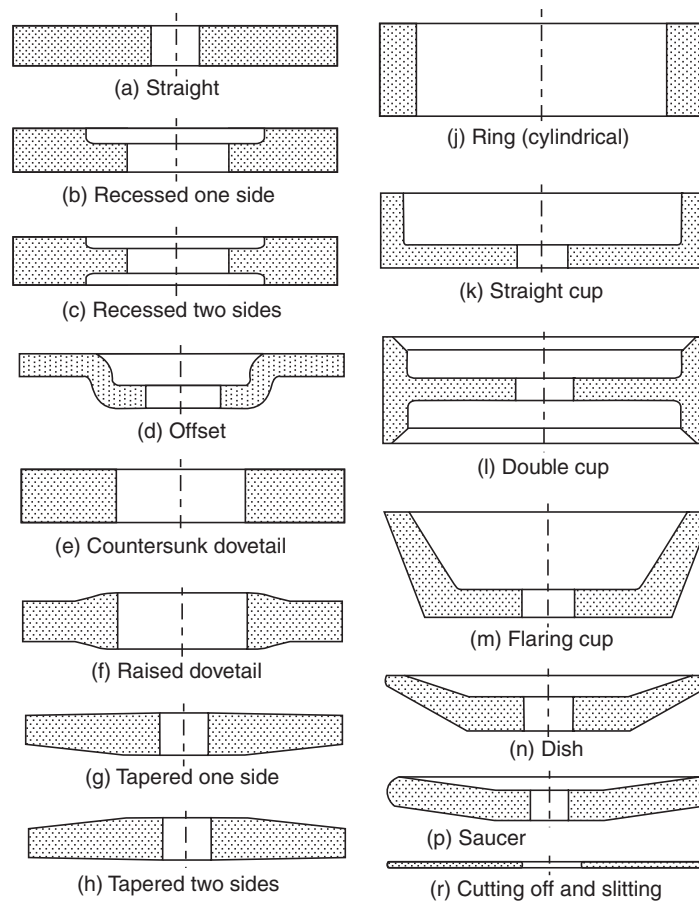 (a) Straight
(b) Recessed one side
(c) Recessed two sides
(d) Offset
(e) Countersunk dovetail
(f) Raised dovetail
(g) Tapered one side
(h) Tapered two sides
(j) Ring (cylindrical)
(k) Straight cup
(l) Double cup
(m) Flaring cup
(n) Dish
(p) Saucer
(r) Cutting off and slitting